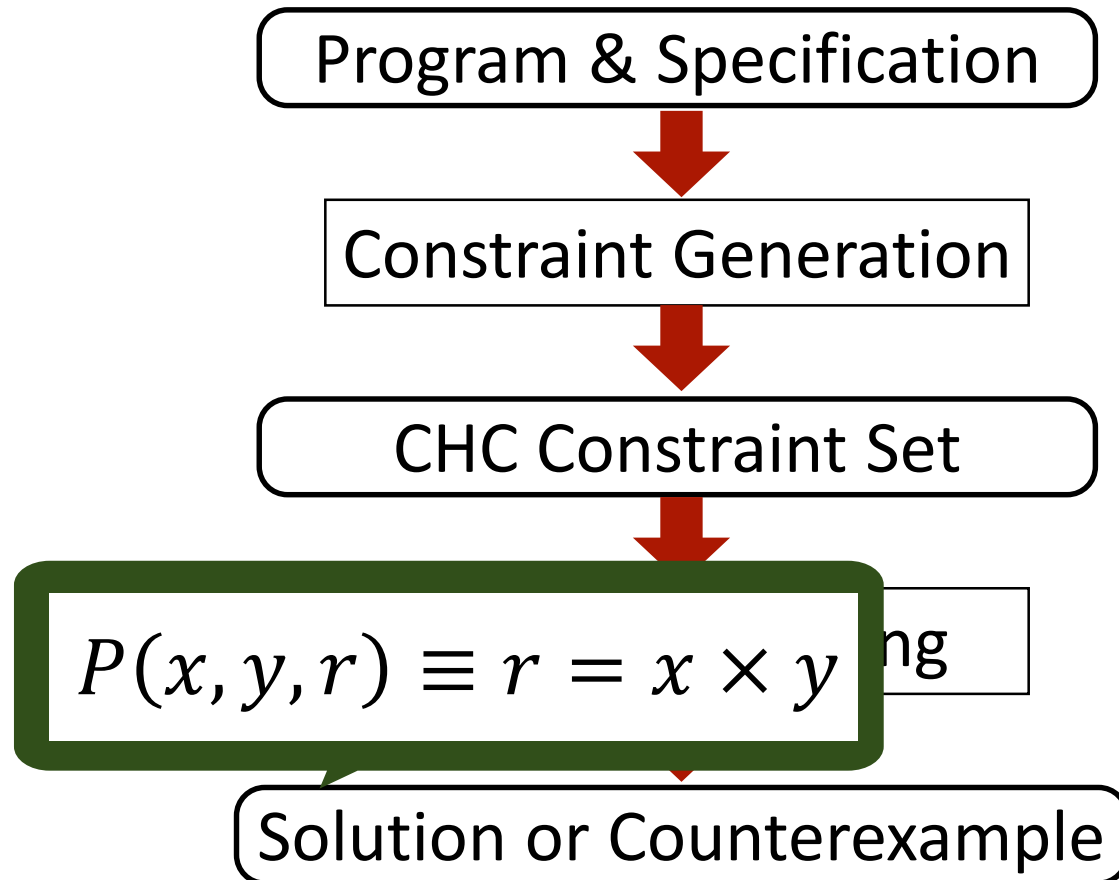 Program & Specification
Constraint Generation
CHC Constraint Set
P(x, y, r) ≡ r = x × y
Solution or Counterexample